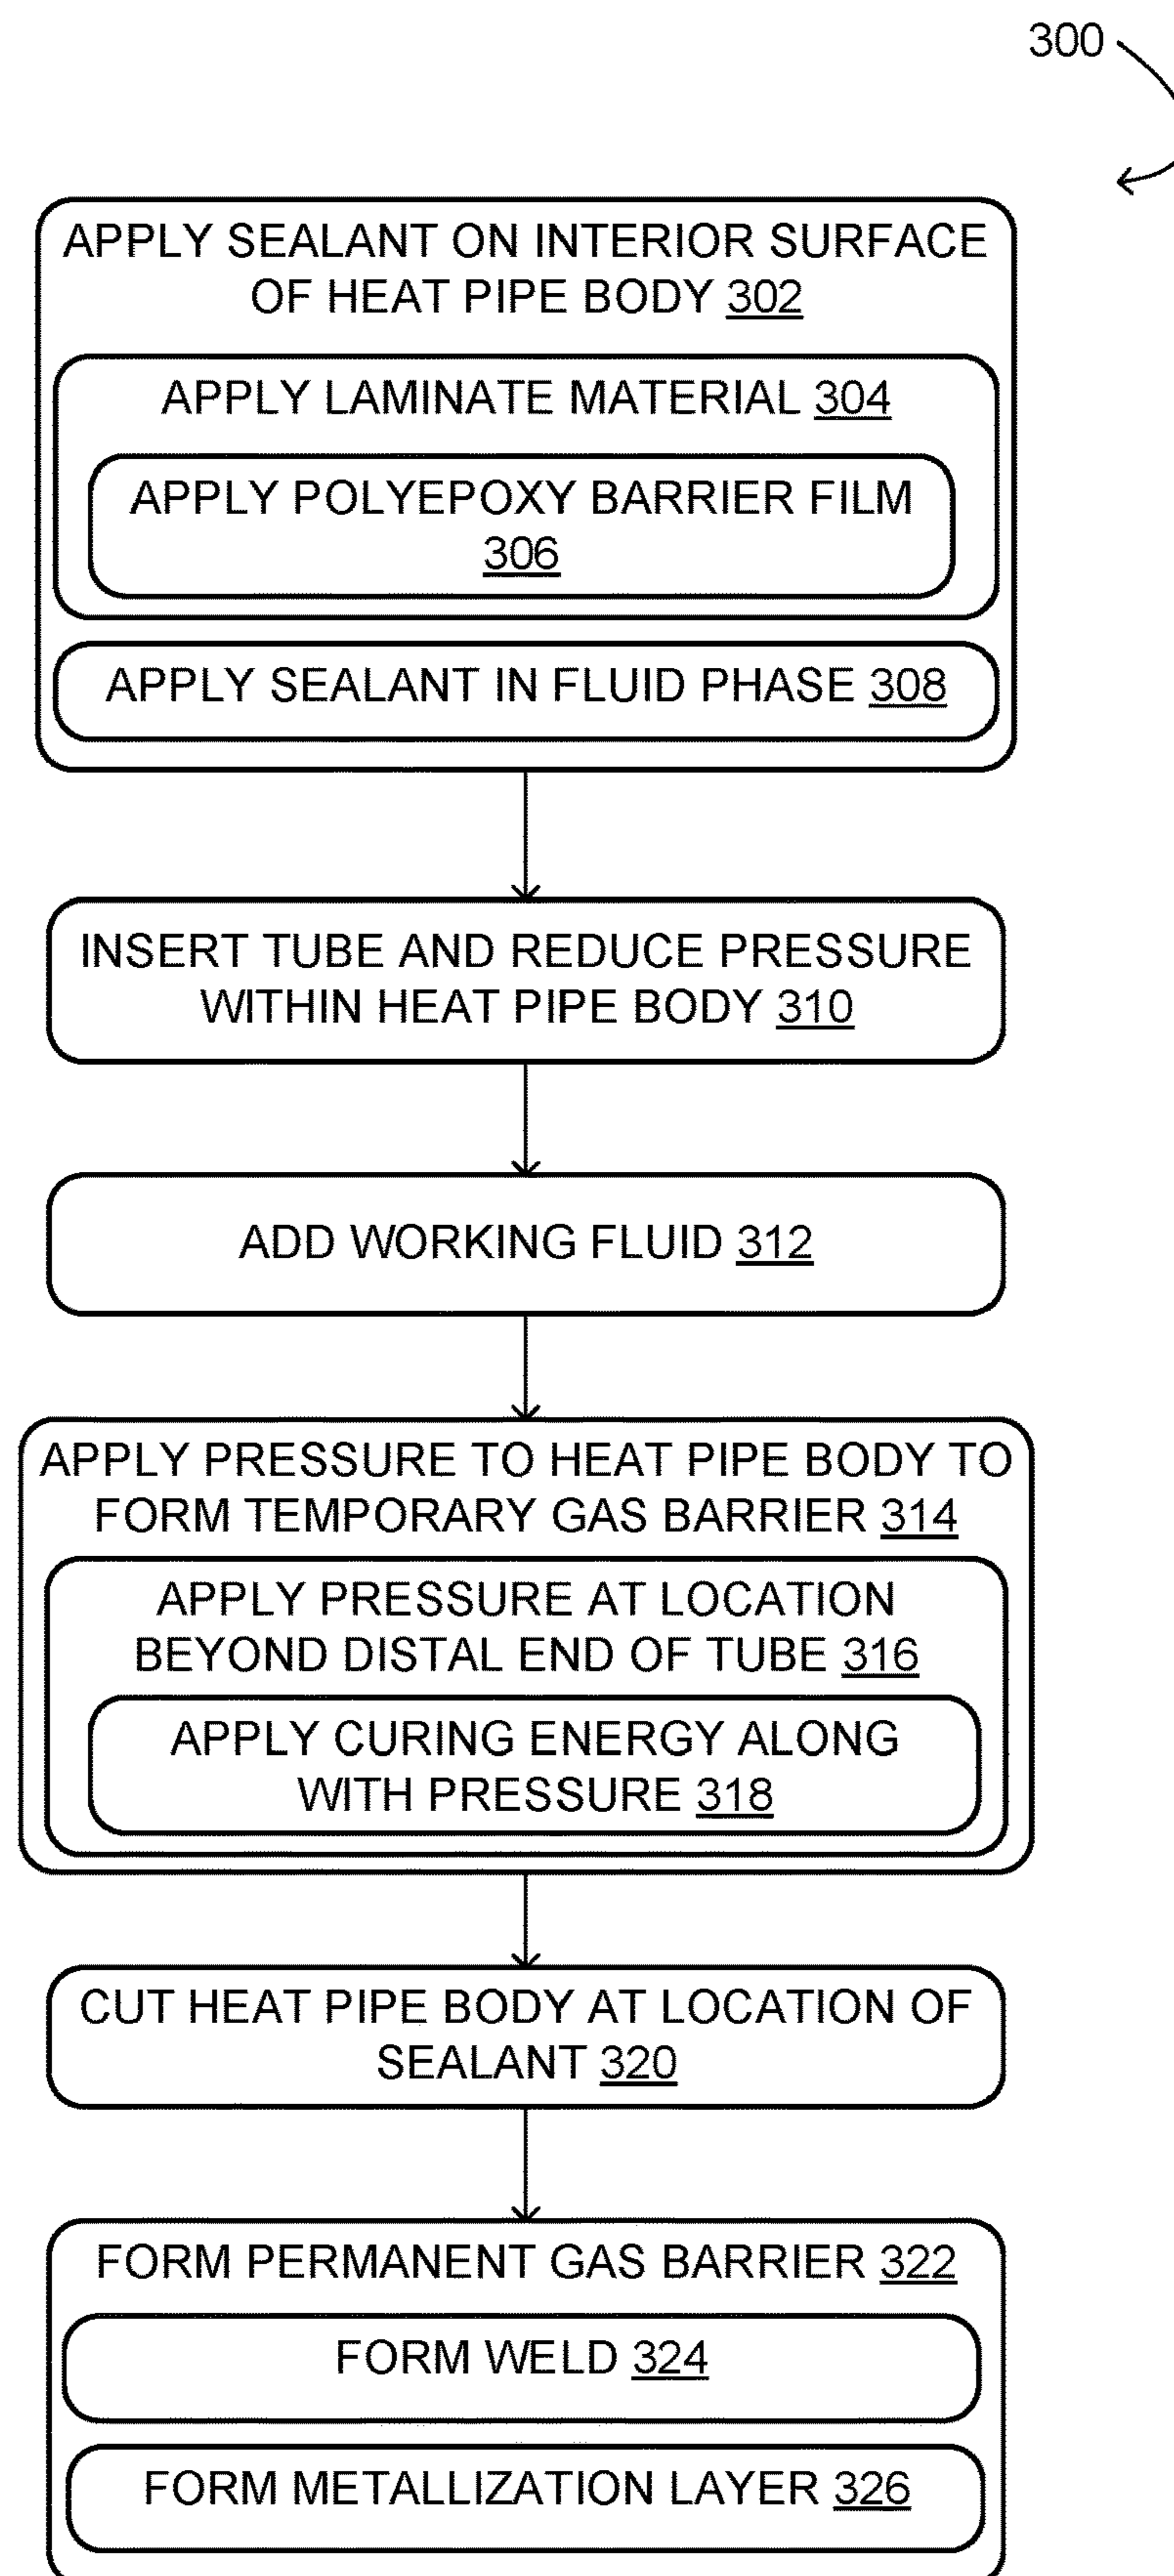 300
APPLY SEALANT ON INTERIOR SURFACE
OF HEAT PIPE BODY 302
APPLY LAMINATE MATERIAL 304
APPLY POLYEPOXY BARRIER FILM
306
APPLY SEALANT IN FLUID PHASE 308
INSERT TUBE AND REDUCE PRESSURE
WITHIN HEAT PIPE BODY 310
ADD WORKING FLUID 312
APPLY PRESSURE TO HEAT PIPE BODY TO
FORM TEMPORARY GAS BARRIER 314
APPLY PRESSURE AT LOCATION
BEYOND DISTAL END OF TUBE 316
APPLY CURING ENERGY ALONG
WITH PRESSURE 318
CUT HEAT PIPE BODY AT LOCATION OF
SEALANT 320
FORM PERMANENT GAS BARRIER 322
FORM WELD 324
FORM METALLIZATION LAYER 326